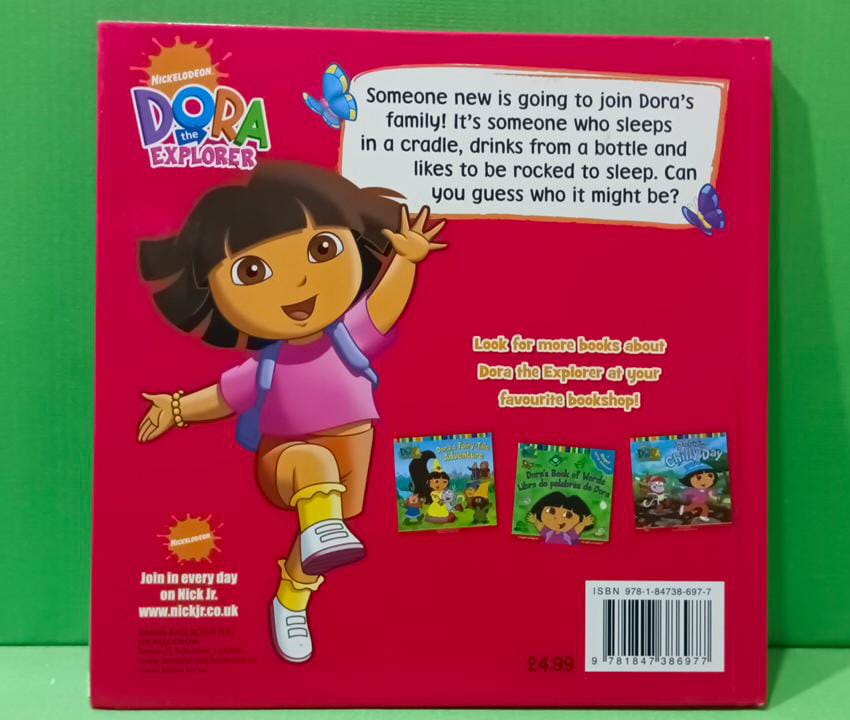 NICKELODEON
DORA
the
EXPLORER
Someone new is going to join Dora's
family! It's someone who sleeps
in a cradle, drinks from a bottle and
likes to be rocked to sleep. Can
you guess who it might be?
Look for more books about
Dora the Explorer at your
favourite bookshop!
Dora's Fairy Tale
Adventure
Dora's Book of Words
Libro de palabras de Dora
Chilly Day
NICKELODEON
Join in every day
on Nick Jr.
www.nickjr.co.uk
£4.99
ISBN 978-1-84738-697-7
9 781847 386977